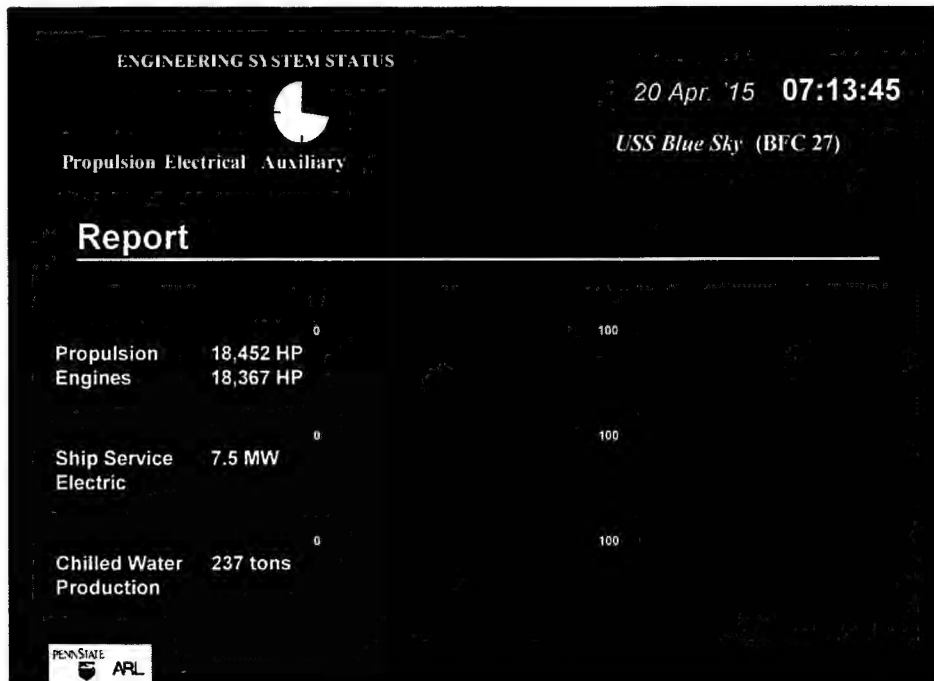 ENGINEERING SYSTEM STATUS
20 Apr. '15 07:13:45
USS Blue Sky (BFC 27)
Propulsion Electrical Auxiliary
Report
0 100
Propulsion 18,452 HP
Engines 18,367 HP
0 100
Ship Service 7.5 MW
Electric
0 100
Chilled Water 237 tons
Production
PENNSTATE
ARL